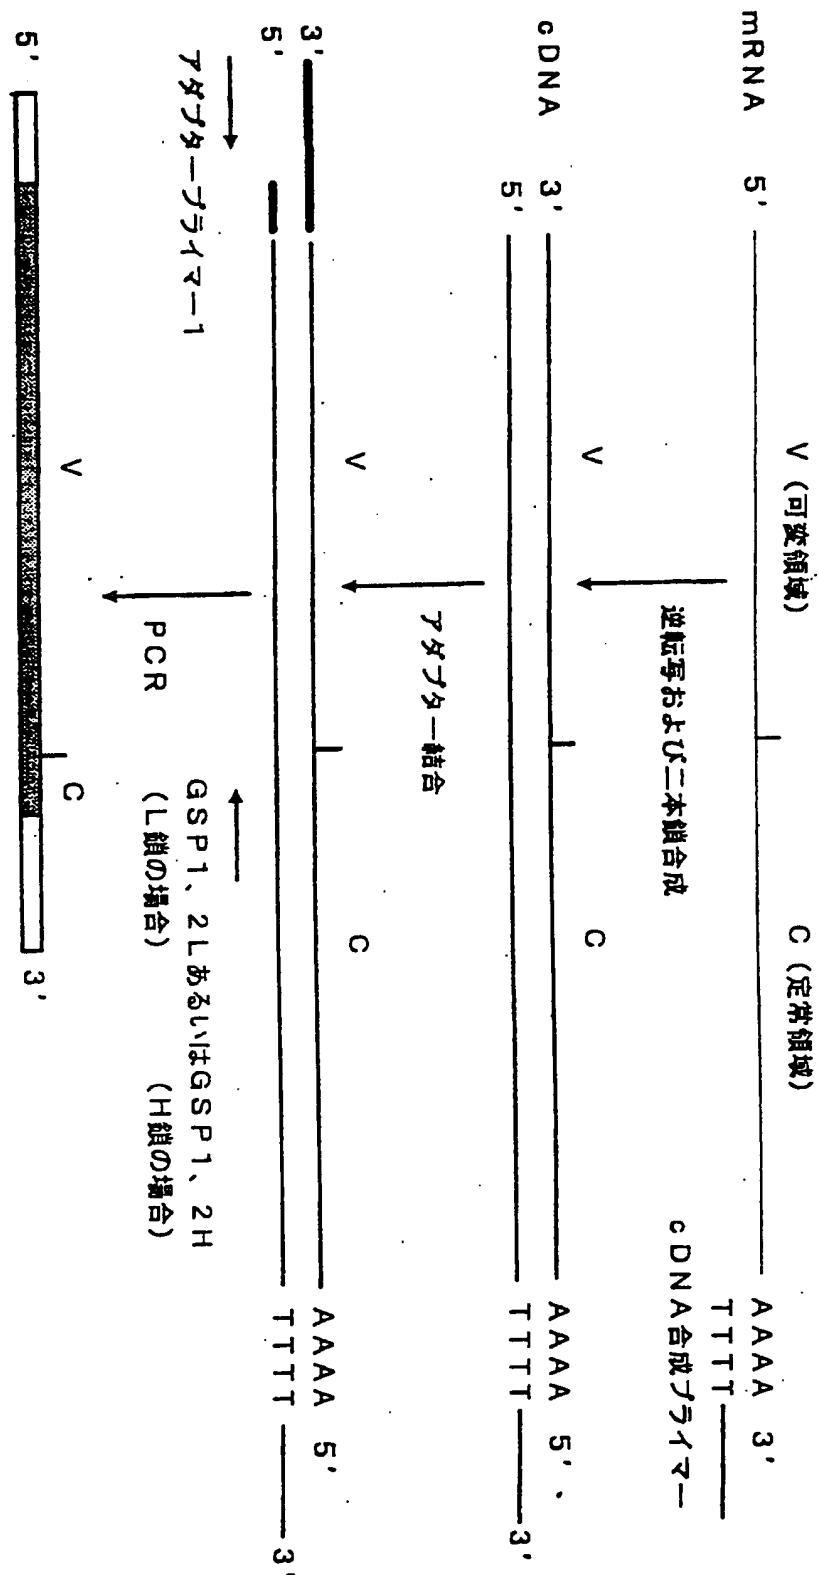 V (可変領域)
C (定常領域)
mRNA 5' AAAA 3'
TTTT
cDNA合成プライマー
逆転写および二本鎖合成
V
C
cDNA
3' AAAA 5'
5' TTTT 3'
アダプター結合
V
C
3' AAAA 5'
5' TTTT 3'
アダプタープライマー1
GSP1、2LあるいはGSP1、2H
PCR
(L鎖の場合)
(H鎖の場合)
V
C
5' 3'